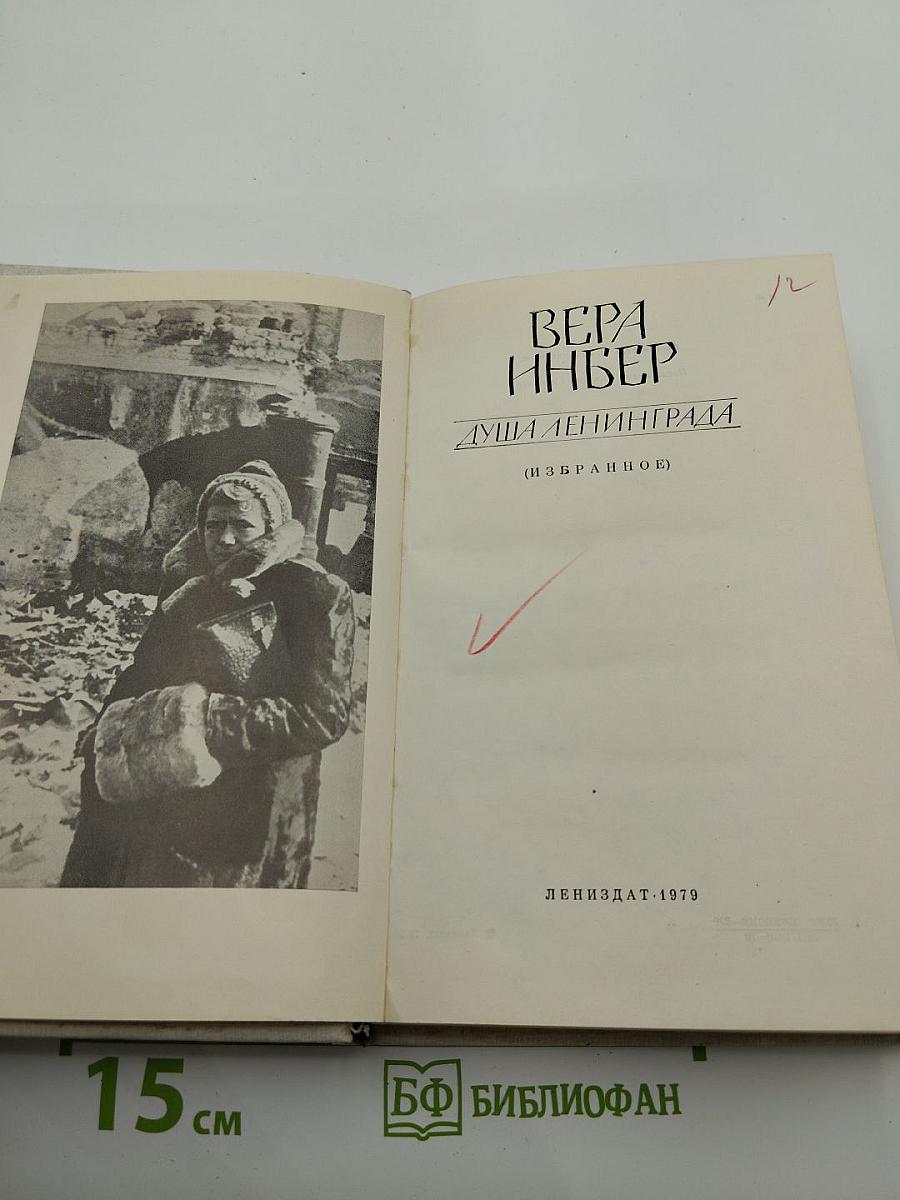 12
ВЕРА
ИНБЕР
ДУША ЛЕНИНГРАДА
(ИЗБРАННОЕ)
ЛЕНИЗДАТ·1979
15 см
БФ БИБЛИОФАН